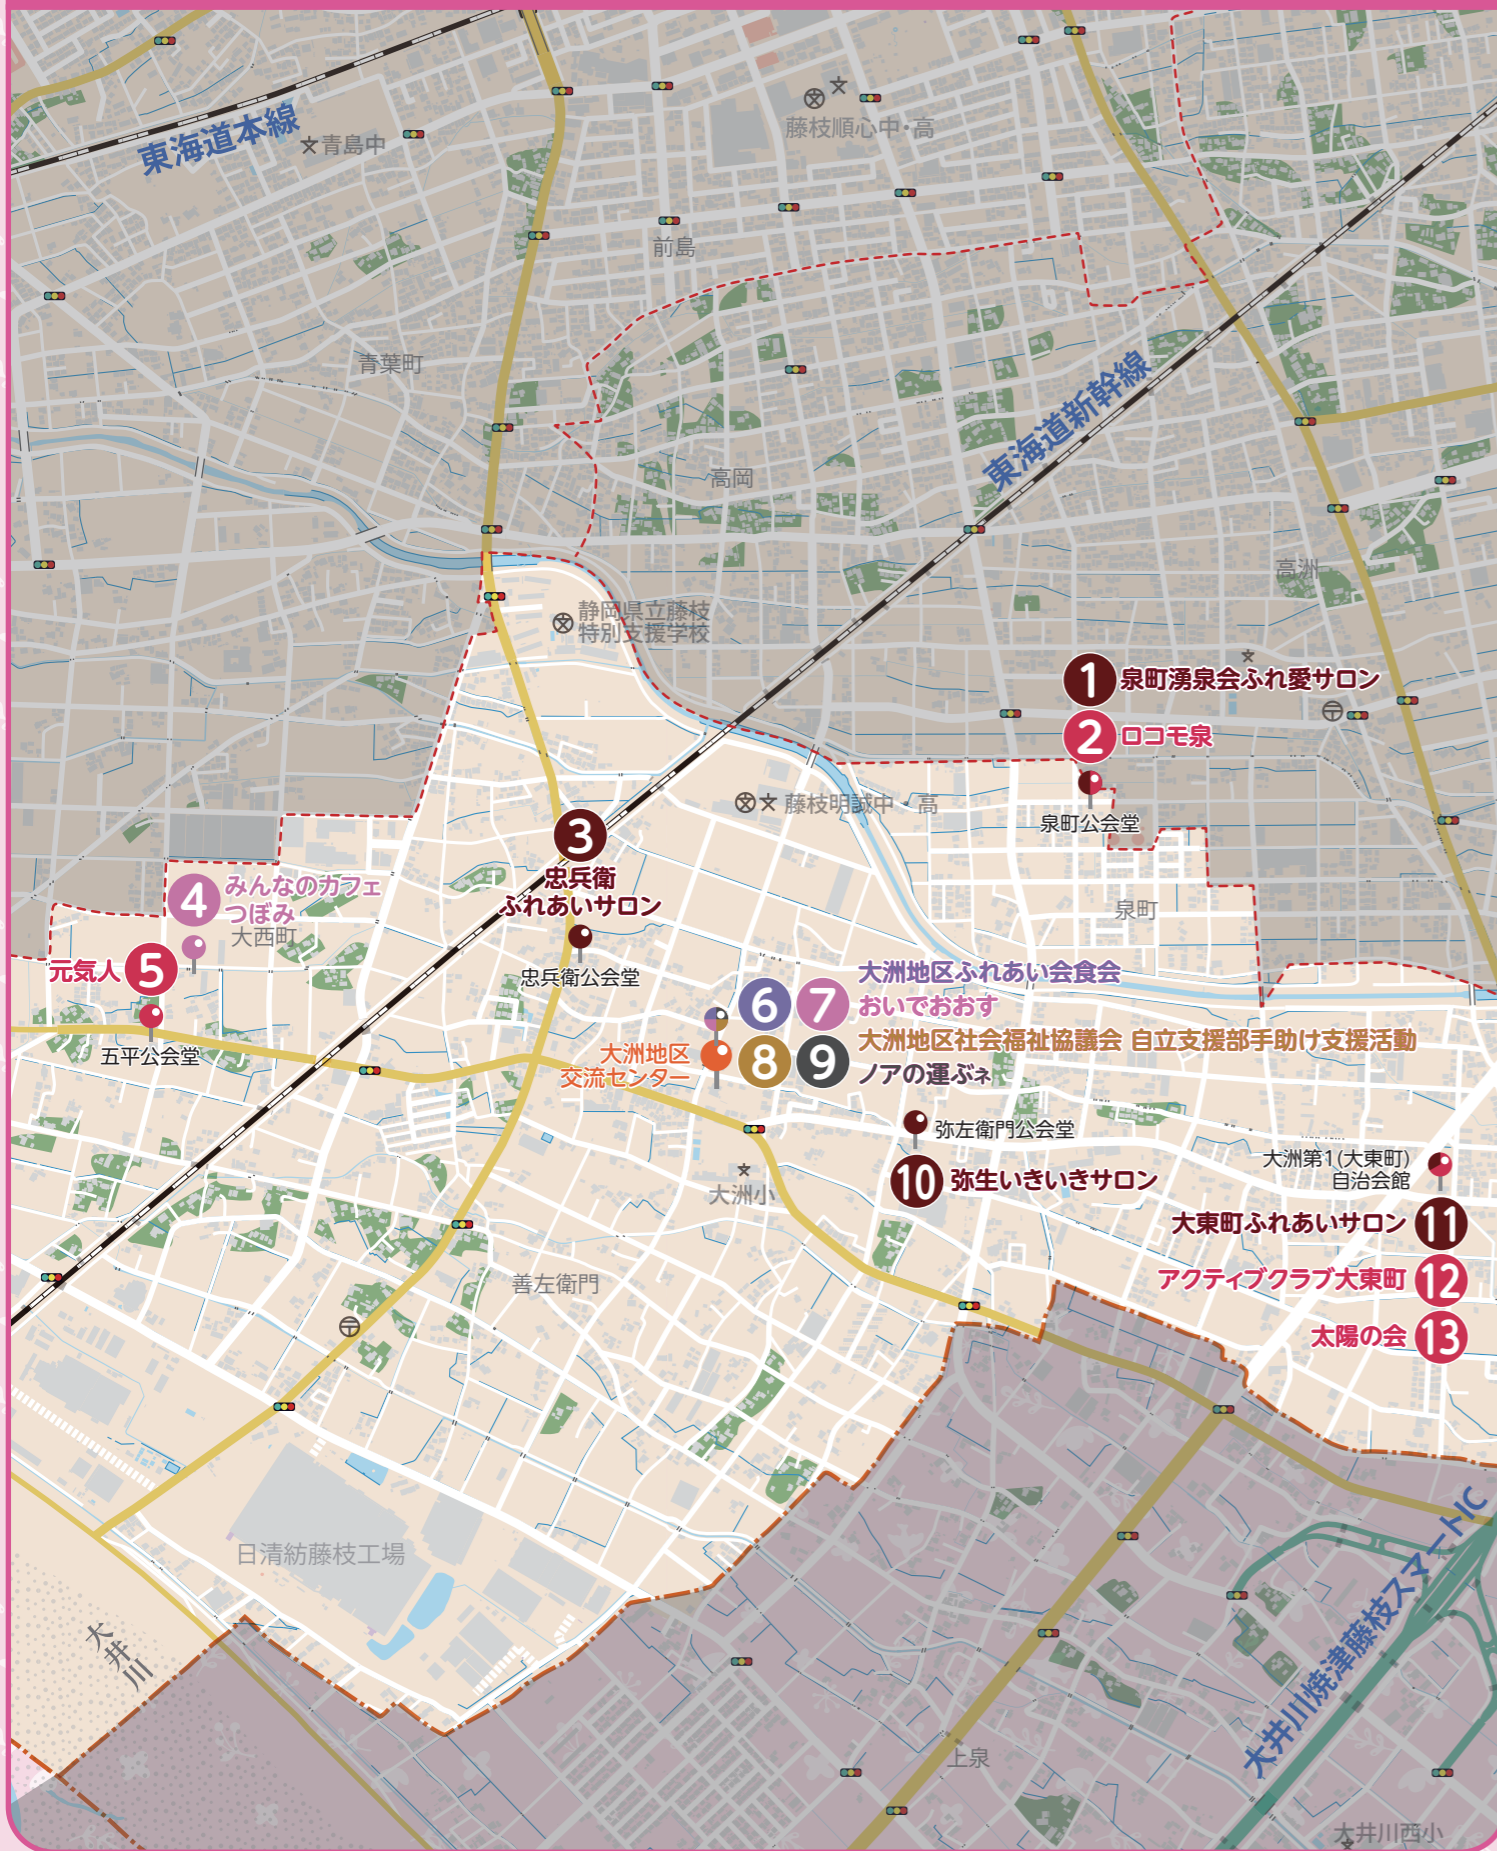 東海道本線
青島中
藤枝順心中・高
前島
青葉町
東海道新幹線
高岡
高洲
静岡県立藤枝
特別支援学校
1 泉町湧泉会ふれ愛サロン
2 ロコモ泉
泉町公会堂
藤枝明誠中・高
3
忠兵衛
ふれあいサロン
忠兵衛公会堂
4 みんなのカフェ
つぼみ
大西町
元気人 5
五平公会堂
泉町
6 7 大洲地区ふれあい会食会
おいでおおす
8 9 大洲地区社会福祉協議会 自立支援部手助け支援活動
ノアの運ぶネ
大洲地区
交流センター
弥左衛門公会堂
10 弥生いきいきサロン
大洲小
大洲第1(大東町)
自治会館
大東町ふれあいサロン 11
アクティブクラブ大東町 12
太陽の会 13
善左衛門
日清紡藤枝工場
大井川
大井川焼津藤枝スマートIC
上泉
大井川西小